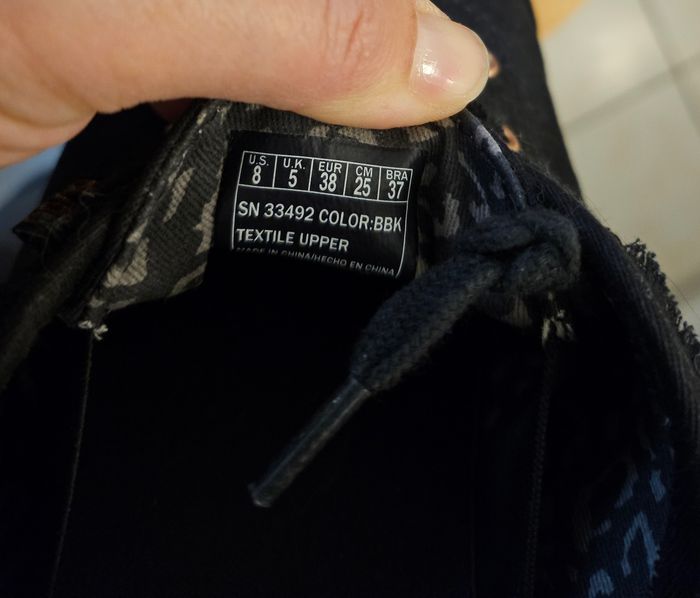 U.S. U.K. EUR CM BRA
8 5 38 25 37
SN 33492 COLOR:BBK
TEXTILE UPPER
MADE IN CHINA/HECHO EN CHINA